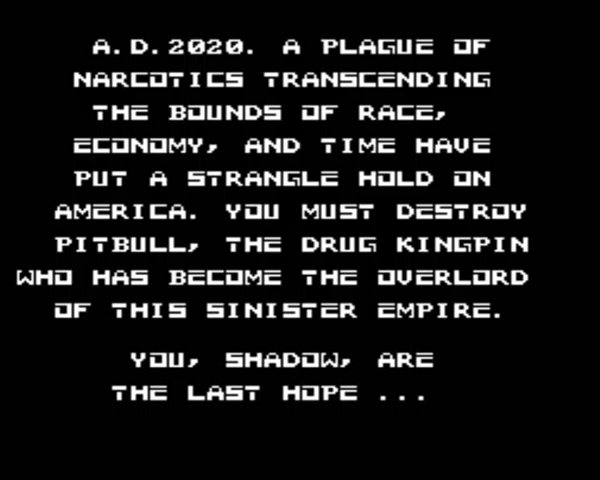 A.D.2020. A PLAGUE OF
NARCOTICS TRANSCENDING
THE BOUNDS OF RACE,
ECONOMY, AND TIME HAVE
PUT A STRANGLE HOLD ON
AMERICA. YOU MUST DESTROY
PITBULL, THE DRUG KINGPIN
WHO HAS BECOME THE OVERLORD
OF THIS SINISTER EMPIRE.
YOU, SHADOW, ARE
THE LAST HOPE ...